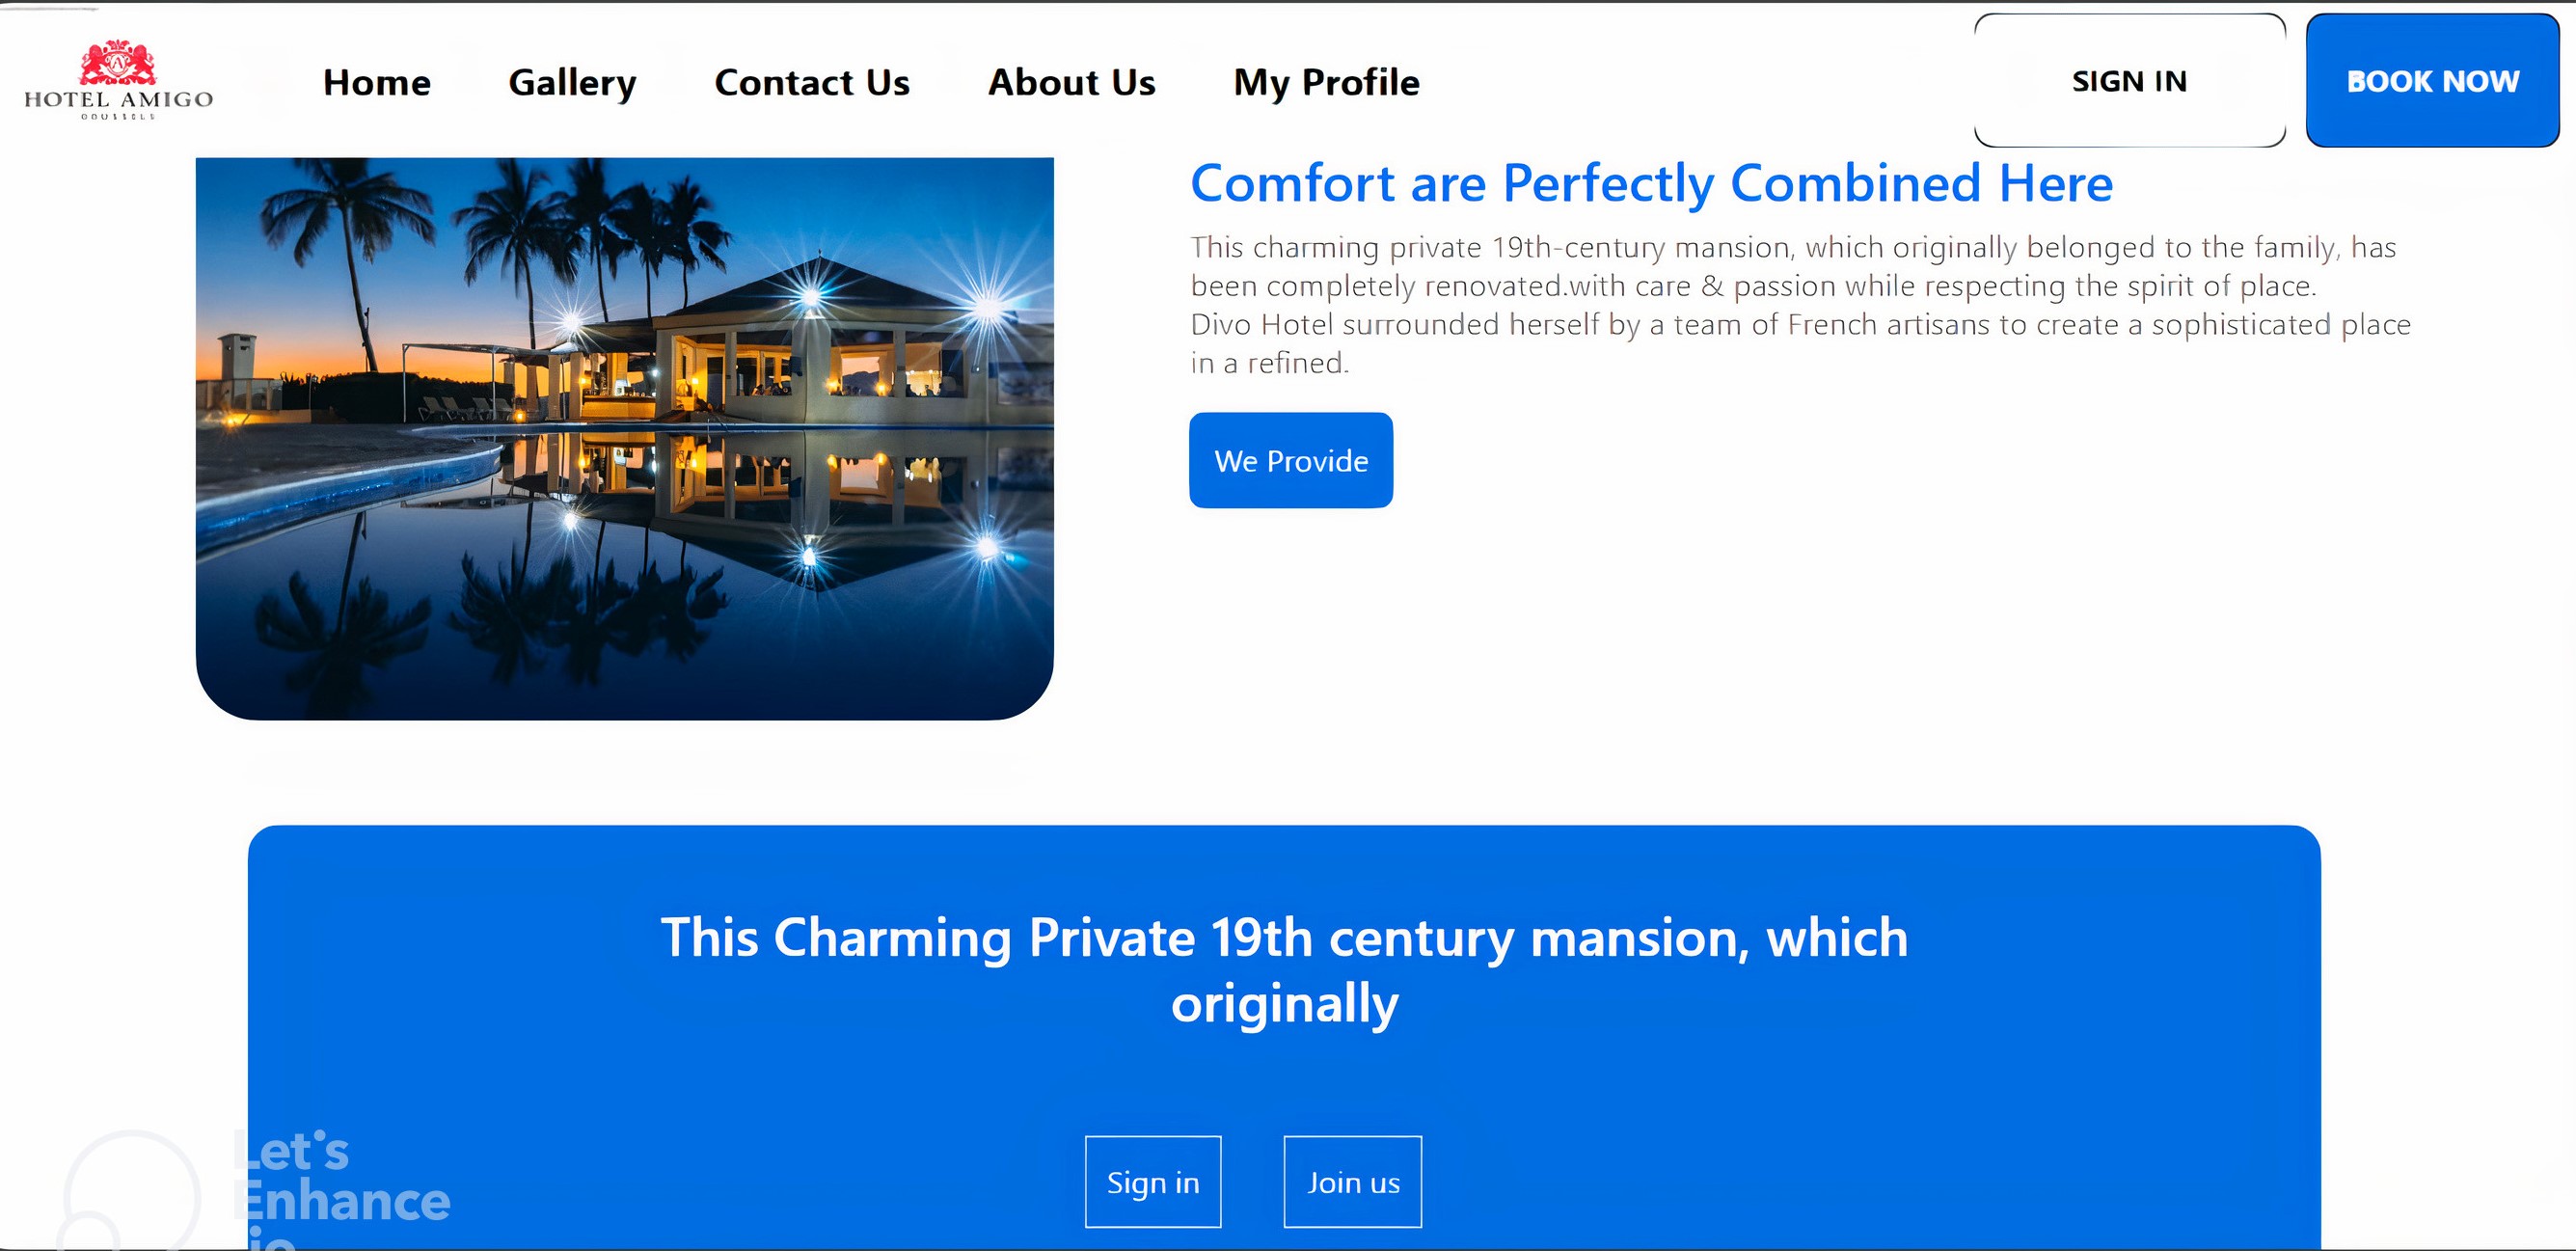 HOTEL AMIGO
Home
Gallery
Contact Us
About Us
My Profile
SIGN IN
BOOK NOW
Comfort are Perfectly Combined Here
This charming private 19th-century mansion, which originally belonged to the family, has
been completely renovated.with care & passion while respecting the spirit of place.
Divo Hotel surrounded herself by a team of French artisans to create a sophisticated place
in a refined.
We Provide
This Charming Private 19th century mansion, which
originally
Sign in
Join us
Let's
Enhance